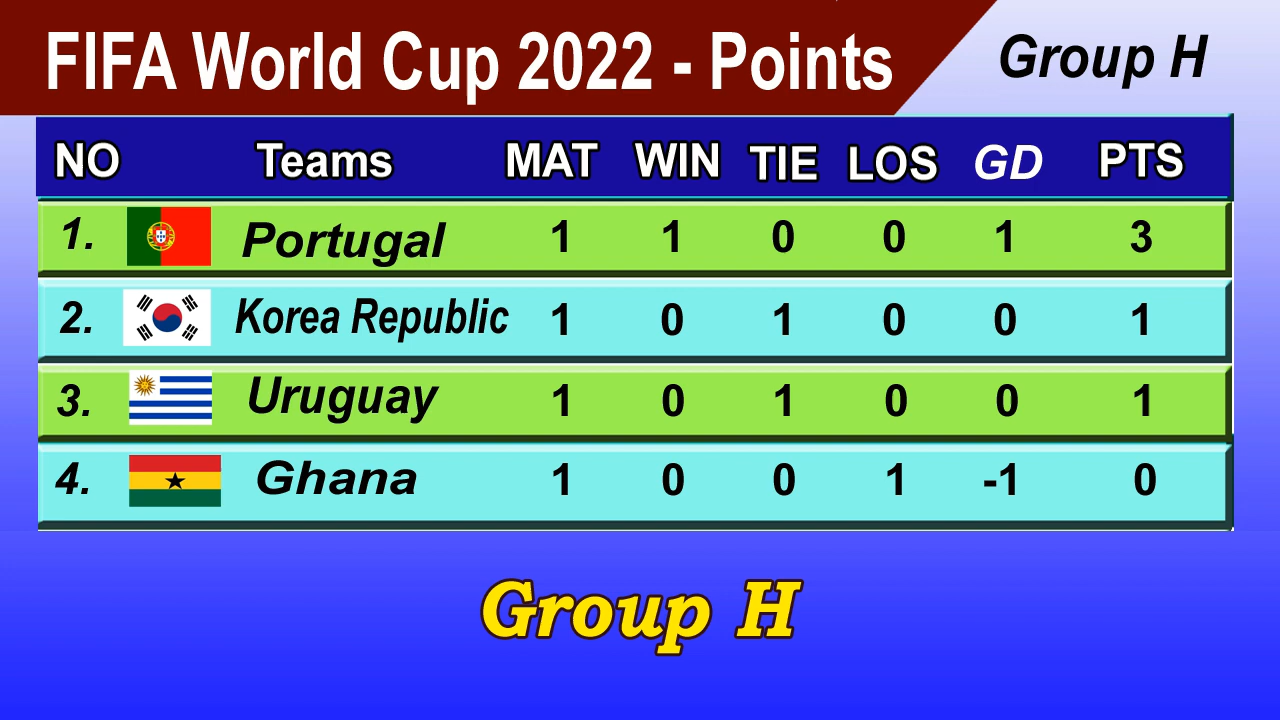 FIFA World Cup 2022 - Points Group H
NO Teams MAT WIN TIE LOS GD PTS
1. Portugal 1 1 0 0 1 3
2. Korea Republic 1 0 1 0 0 1
3. Uruguay 1 0 1 0 0 1
4. Ghana 1 0 0 1 -1 0
Group H